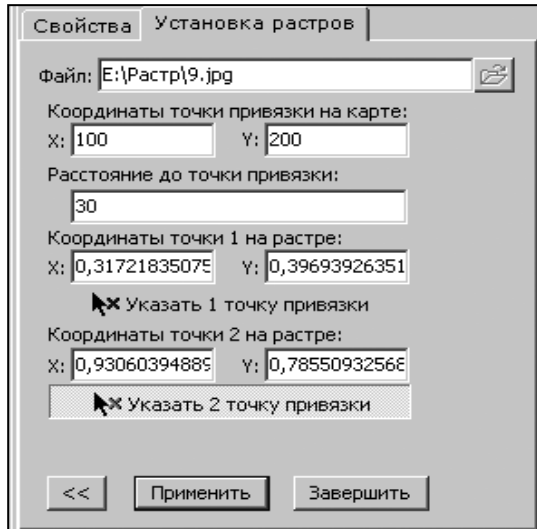 Свойства Установка растров
Файл: E:\Растр\9.jpg
Координаты точки привязки на карте:
X: 100 Y: 200
Расстояние до точки привязки:
30
Координаты точки 1 на растре:
X: 0,31721835075 Y: 0,39693926351
Указать 1 точку привязки
Координаты точки 2 на растре:
X: 0,93060394889 Y: 0,78550932568
Указать 2 точку привязки
<< Применить Завершить